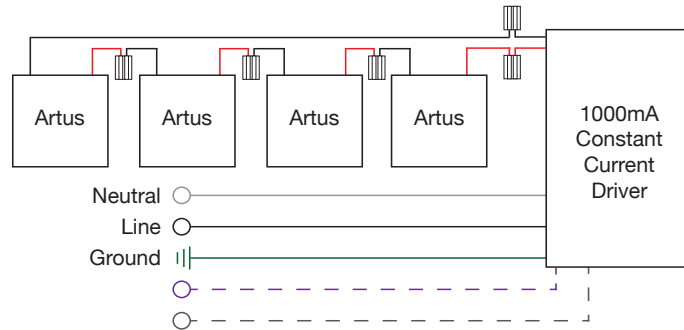 Artus
Artus
Artus
Artus
1000mA
Constant
Current
Driver
Neutral
Line
Ground